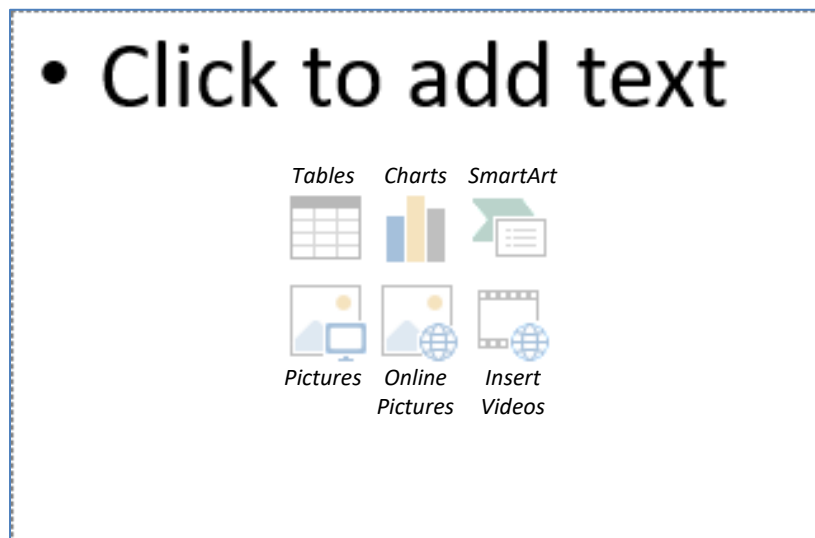 • Click to add text
Tables Charts SmartArt
Pictures Online Insert
Pictures Videos